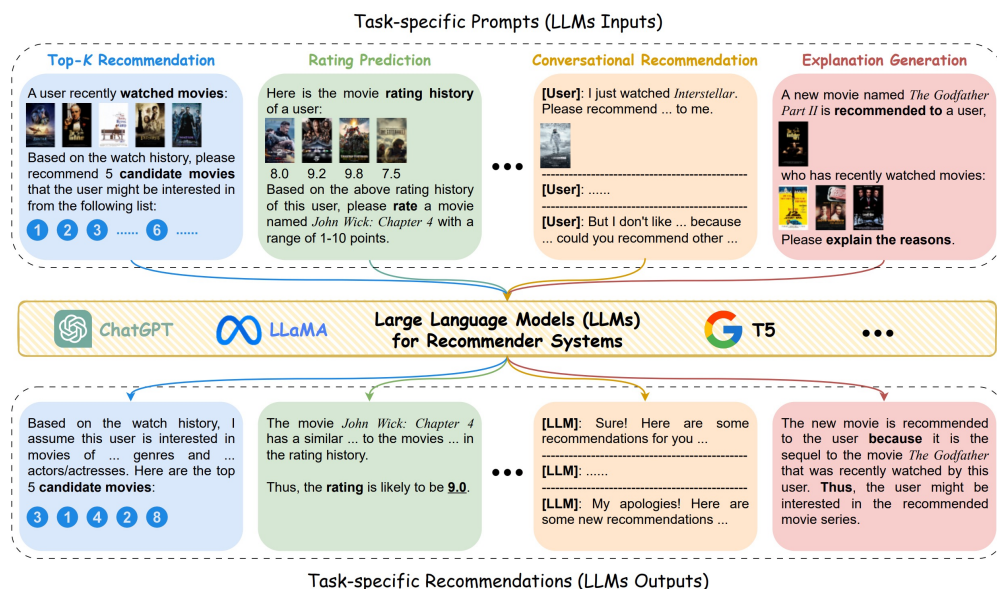 Task-specific Prompts (LLMs Inputs)
Top-K Recommendation
A user recently watched movies:
Based on the watch history, please
recommend 5 candidate movies
that the user might be interested in
from the following list:
1 2 3 ...... 6 ......
Rating Prediction
Here is the movie rating history
of a user:
8.0 9.2 9.8 7.5
Based on the above rating history
of this user, please rate a movie
named John Wick: Chapter 4 with a
range of 1-10 points.
•••
Conversational Recommendation
[User]: I just watched Interstellar.
Please recommend ... to me.
[User]: ......
[User]: But I don't like ... because
... could you recommend other ...
Explanation Generation
A new movie named The Godfather
Part II is recommended to a user,
who has recently watched movies:
Please explain the reasons.
ChatGPT
LLaMA
Large Language Models (LLMs)
for Recommender Systems
T5
•••
Based on the watch history, I
assume this user is interested in
movies of ... genres and ...
actors/actresses. Here are the top
5 candidate movies:
3 1 4 2 8
The movie John Wick: Chapter 4
has a similar ... to the movies ... in
the rating history.
Thus, the rating is likely to be 9.0.
•••
[LLM]: Sure! Here are some
recommendations for you ...
[LLM]: ......
[LLM]: My apologies! Here are
some new recommendations ...
The new movie is recommended
to the user because it is the
sequel to the movie The Godfather
that was recently watched by this
user. Thus, the user might be
interested in the recommended
movie series.
Task-specific Recommendations (LLMs Outputs)